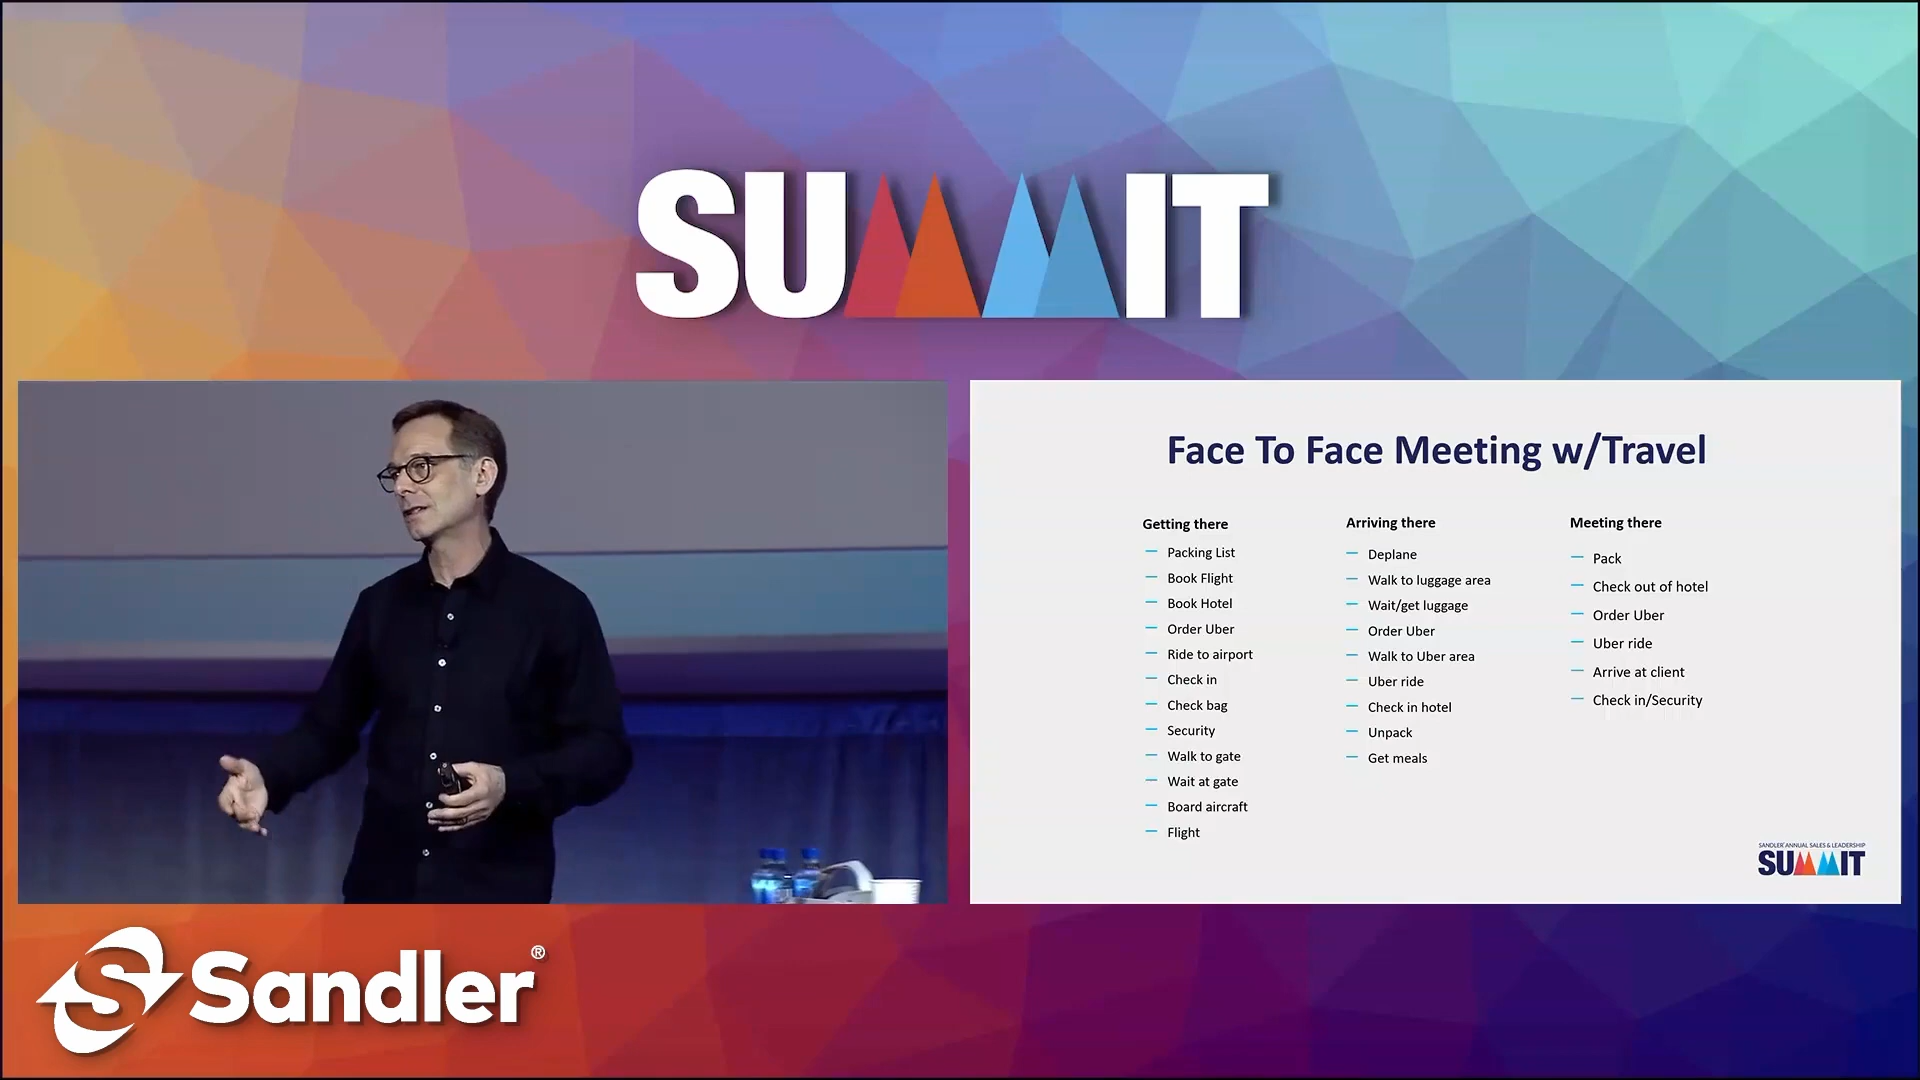 SUMMIT
Face To Face Meeting w/Travel
Getting there
Packing List
Book Flight
Book Hotel
Order Uber
Ride to airport
Check in
Check bag
Security
Walk to gate
Wait at gate
Board aircraft
Flight
Arriving there
Deplane
Walk to luggage area
Wait/get luggage
Order Uber
Walk to Uber area
Uber ride
Check in hotel
Unpack
Get meals
Meeting there
Pack
Check out of hotel
Order Uber
Uber ride
Arrive at client
Check in/Security
SANDLER® ANNUAL SALES & LEADERSHIP
SUMMIT
S Sandler®